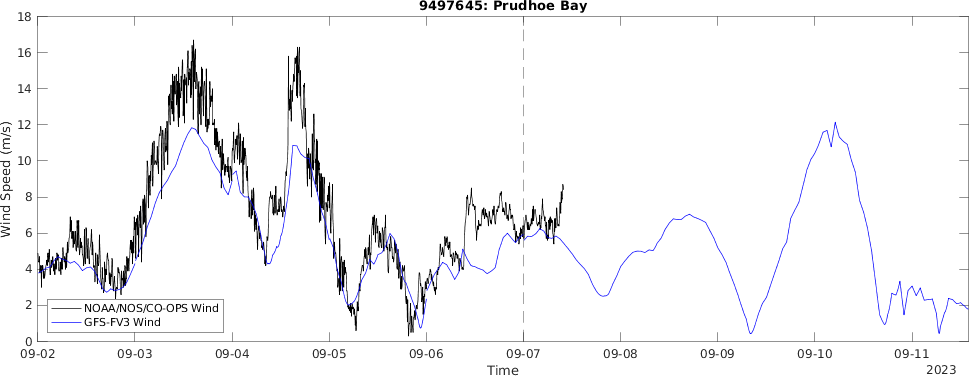 9497645: Prudhoe Bay
18
16
14
12
10
8
6
4
2
0
Wind Speed (m/s)
NOAA/NOS/CO-OPS Wind
GFS-FV3 Wind
09-02 09-03 09-04 09-05 09-06 09-07 09-08 09-09 09-10 09-11
Time
2023